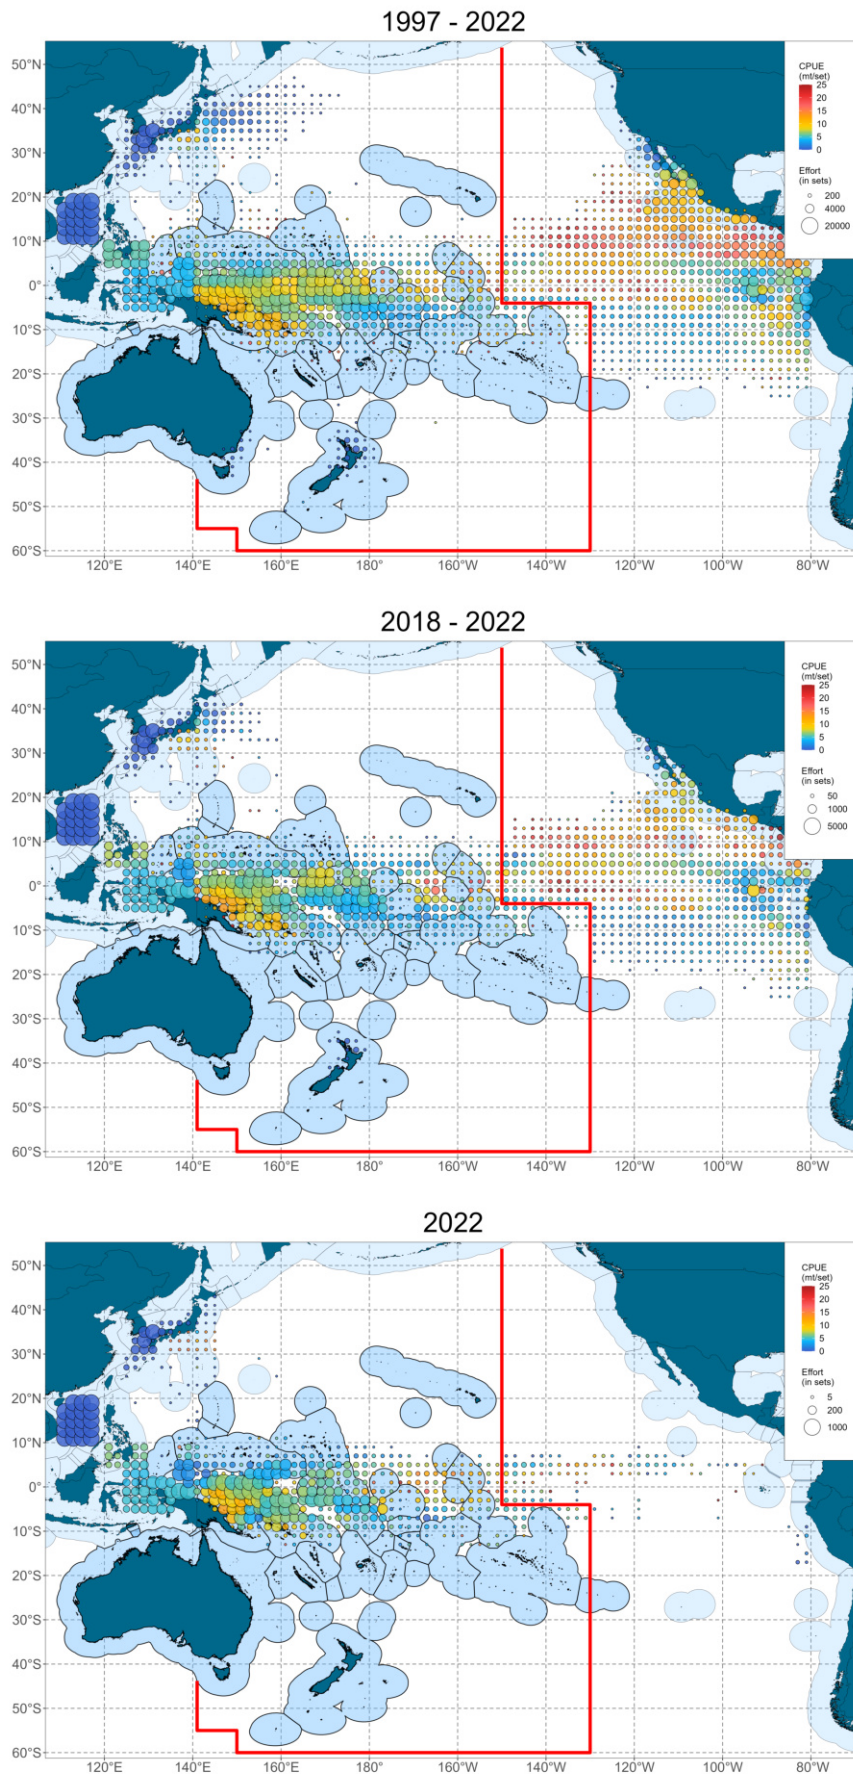 1997 - 2022
50°N
40°N
30°N
20°N
10°N
0°
10°S
20°S
30°S
40°S
50°S
60°S
120°E
140°E
160°E
180°
160°W
140°W
120°W
100°W
80°W
CPUE
(mt/set)
25
20
15
10
5
0
Effort
(in sets)
200
4000
20000
2018 - 2022
50°N
40°N
30°N
20°N
10°N
0°
10°S
20°S
30°S
40°S
50°S
60°S
120°E
140°E
160°E
180°
160°W
140°W
120°W
100°W
80°W
CPUE
(mt/set)
25
20
15
10
5
0
Effort
(in sets)
50
1000
5000
2022
50°N
40°N
30°N
20°N
10°N
0°
10°S
20°S
30°S
40°S
50°S
60°S
120°E
140°E
160°E
180°
160°W
140°W
120°W
100°W
80°W
CPUE
(mt/set)
25
20
15
10
5
0
Effort
(in sets)
5
200
1000